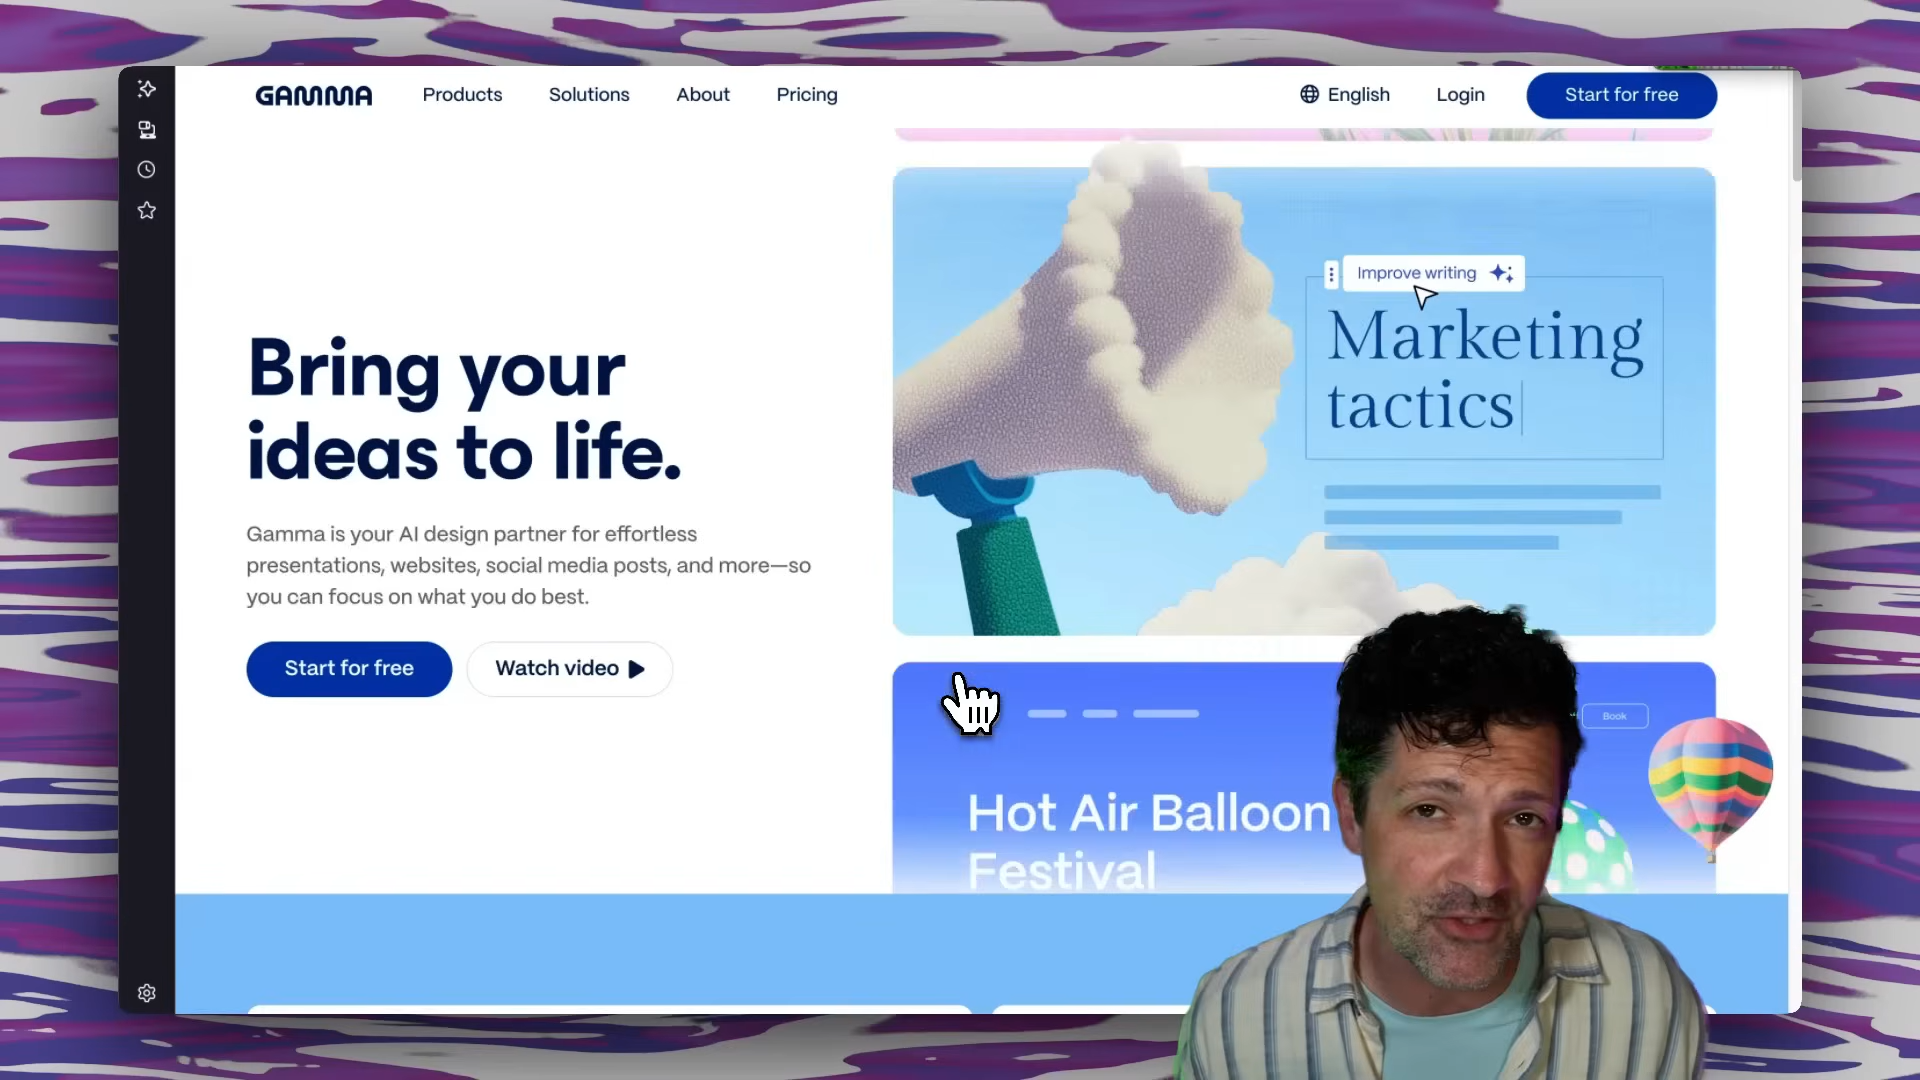 GAMMA
Products
Solutions
About
Pricing
English
Login
Start for free
Bring your
ideas to life.
Gamma is your AI design partner for effortless
presentations, websites, social media posts, and more—so
you can focus on what you do best.
Start for free
Watch video
Improve writing
Marketing
tactics
Book
Hot Air Balloon
Festival